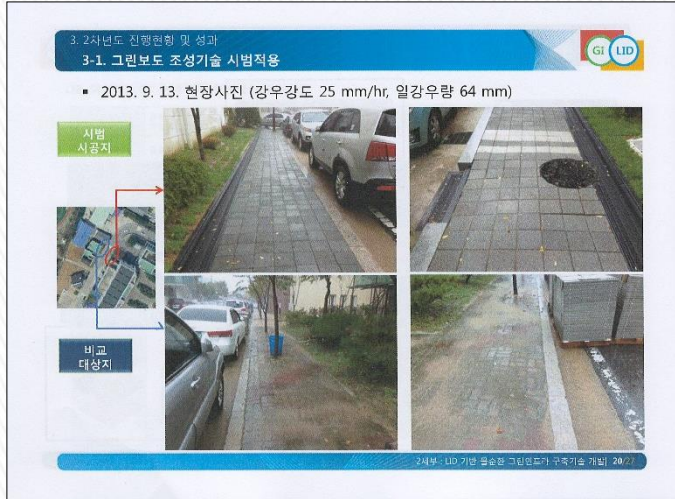 3. 2차년도 진행현황 및 성과
3-1. 그린보도 조성기술 시범적용
GI LID
▪ 2013. 9. 13. 현장사진 (강우강도 25 mm/hr, 일강우량 64 mm)
시범
시공지
비교
대상지
2세부 : LID 기반 물순환 그린인프라 구축기술 개발| 20/27